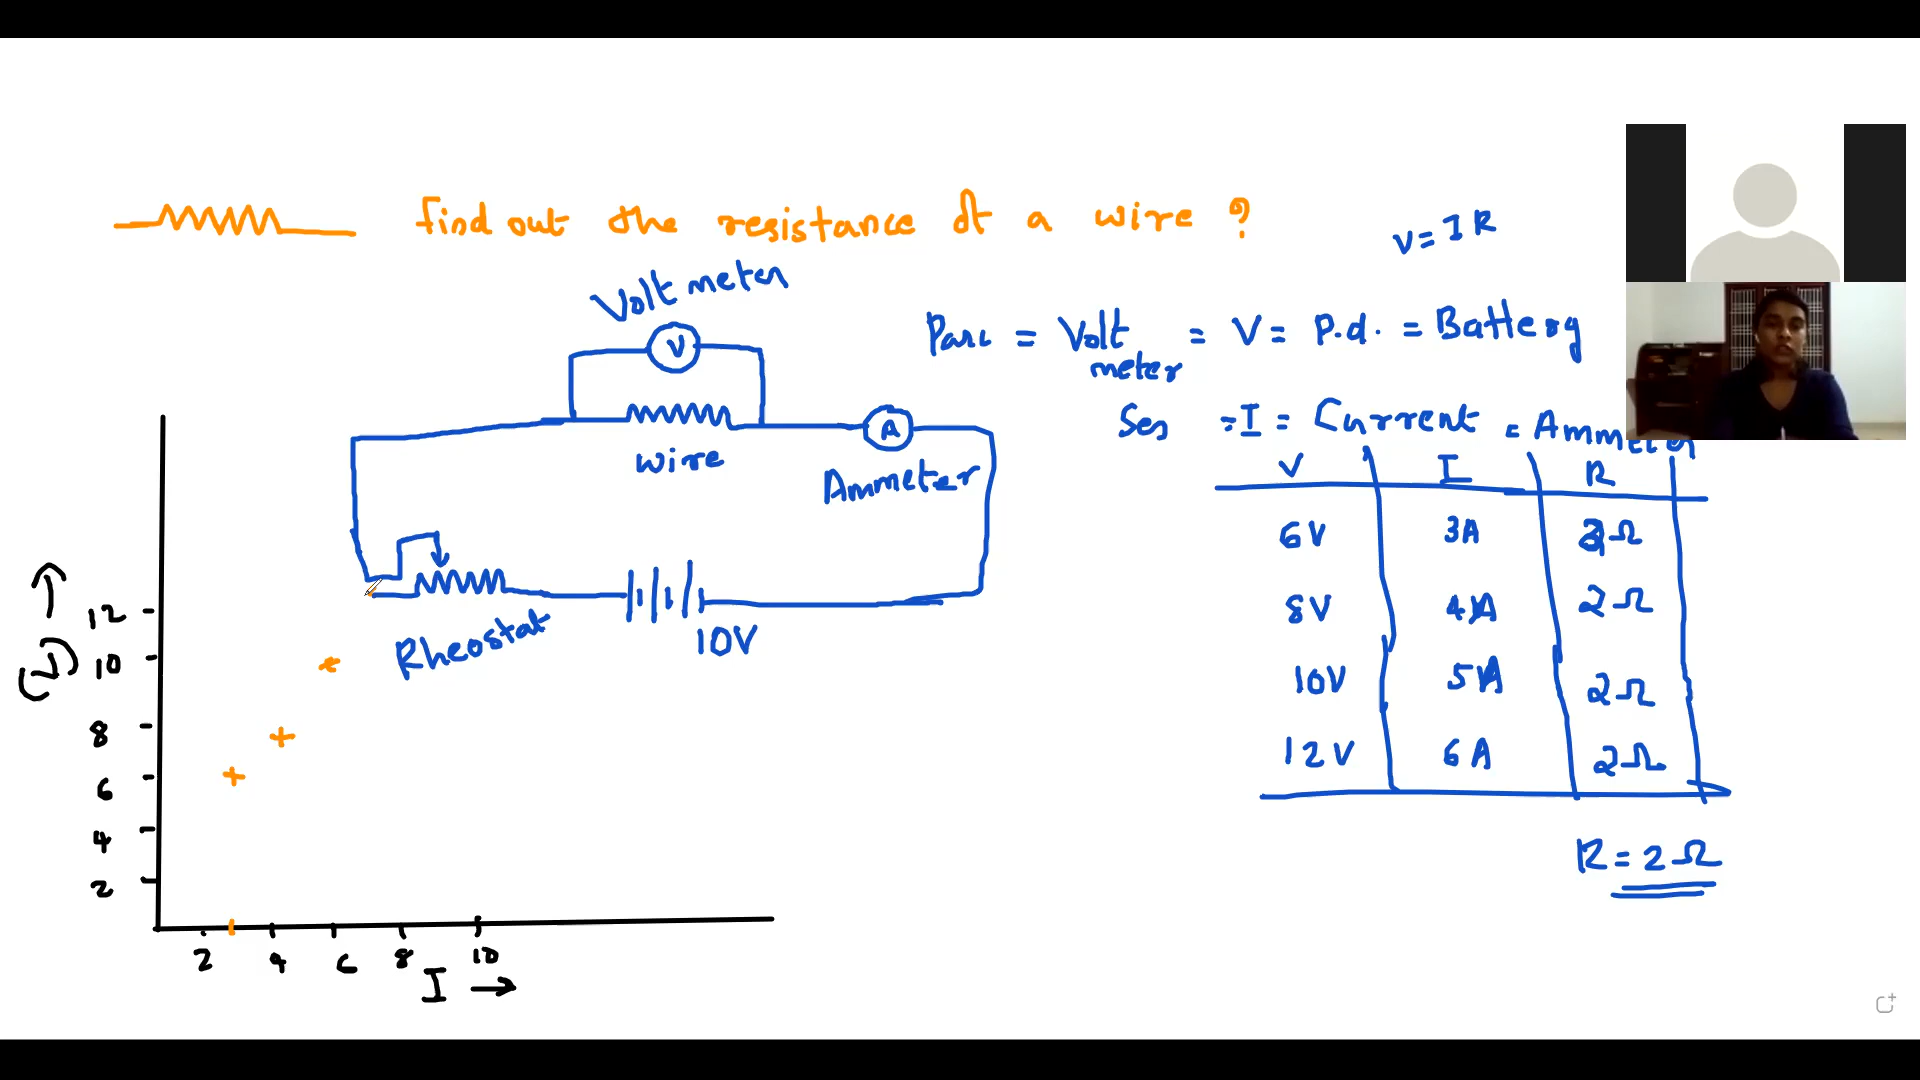 find out the resistance of a wire ?
V = I R
Volt meter
V
Parl = Volt meter = V = P.d. = Battery
Ses = I = Current = Ammeter
A
wire
Ammeter
V I R
6V 3A 2Ω
8V 4A 2Ω
10V 5A 2Ω
12V 6A 2Ω
R = 2Ω
Rheostat
10V
(V) →
12
10
8
6
4
2
2 4 6 8 10
I →